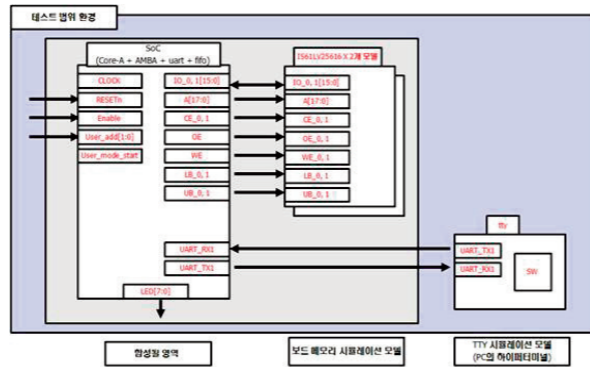 테스트 범위 환경
SoC
(Core-A + AMBA + uart + fifo)
IS61Lv25616 X 2개 모델
CLOCK
IO_0, 1[15:0]
IO_0, 1[15:0]
RESETn
A[17:0]
A[17:0]
Enable
CE_0, 1
CE_0, 1
User_add[1:0]
OE
OE_0, 1
User_mode_start
WE
WE_0, 1
LB_0, 1
LB_0, 1
UB_0, 1
UB_0, 1
tty
UART_RX1
UART_TX1
UART_TX1
UART_RX1
SW
LED[7:0]
합성될 영역
보드 메모리 시뮬레이션 모델
TTY 시뮬레이션 모델
(PC의 하이퍼터미널)